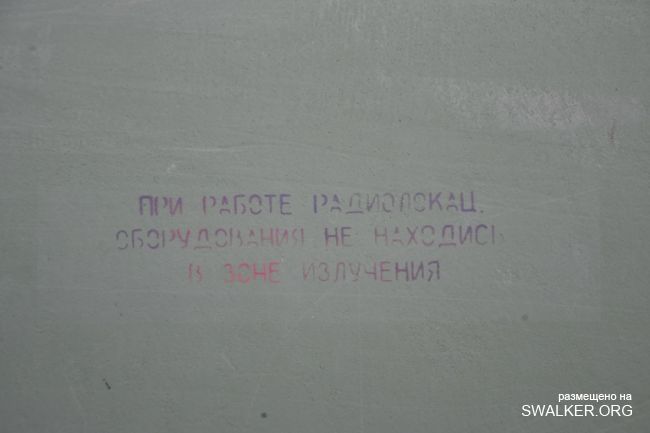 ПРИ РАБОТЕ РАДИОЛОКАЦ.
ОБОРУДОВАНИЯ НЕ НАХОДИСЬ
В ЗОНЕ ИЗЛУЧЕНИЯ
размещено на
SWALKER.ORG